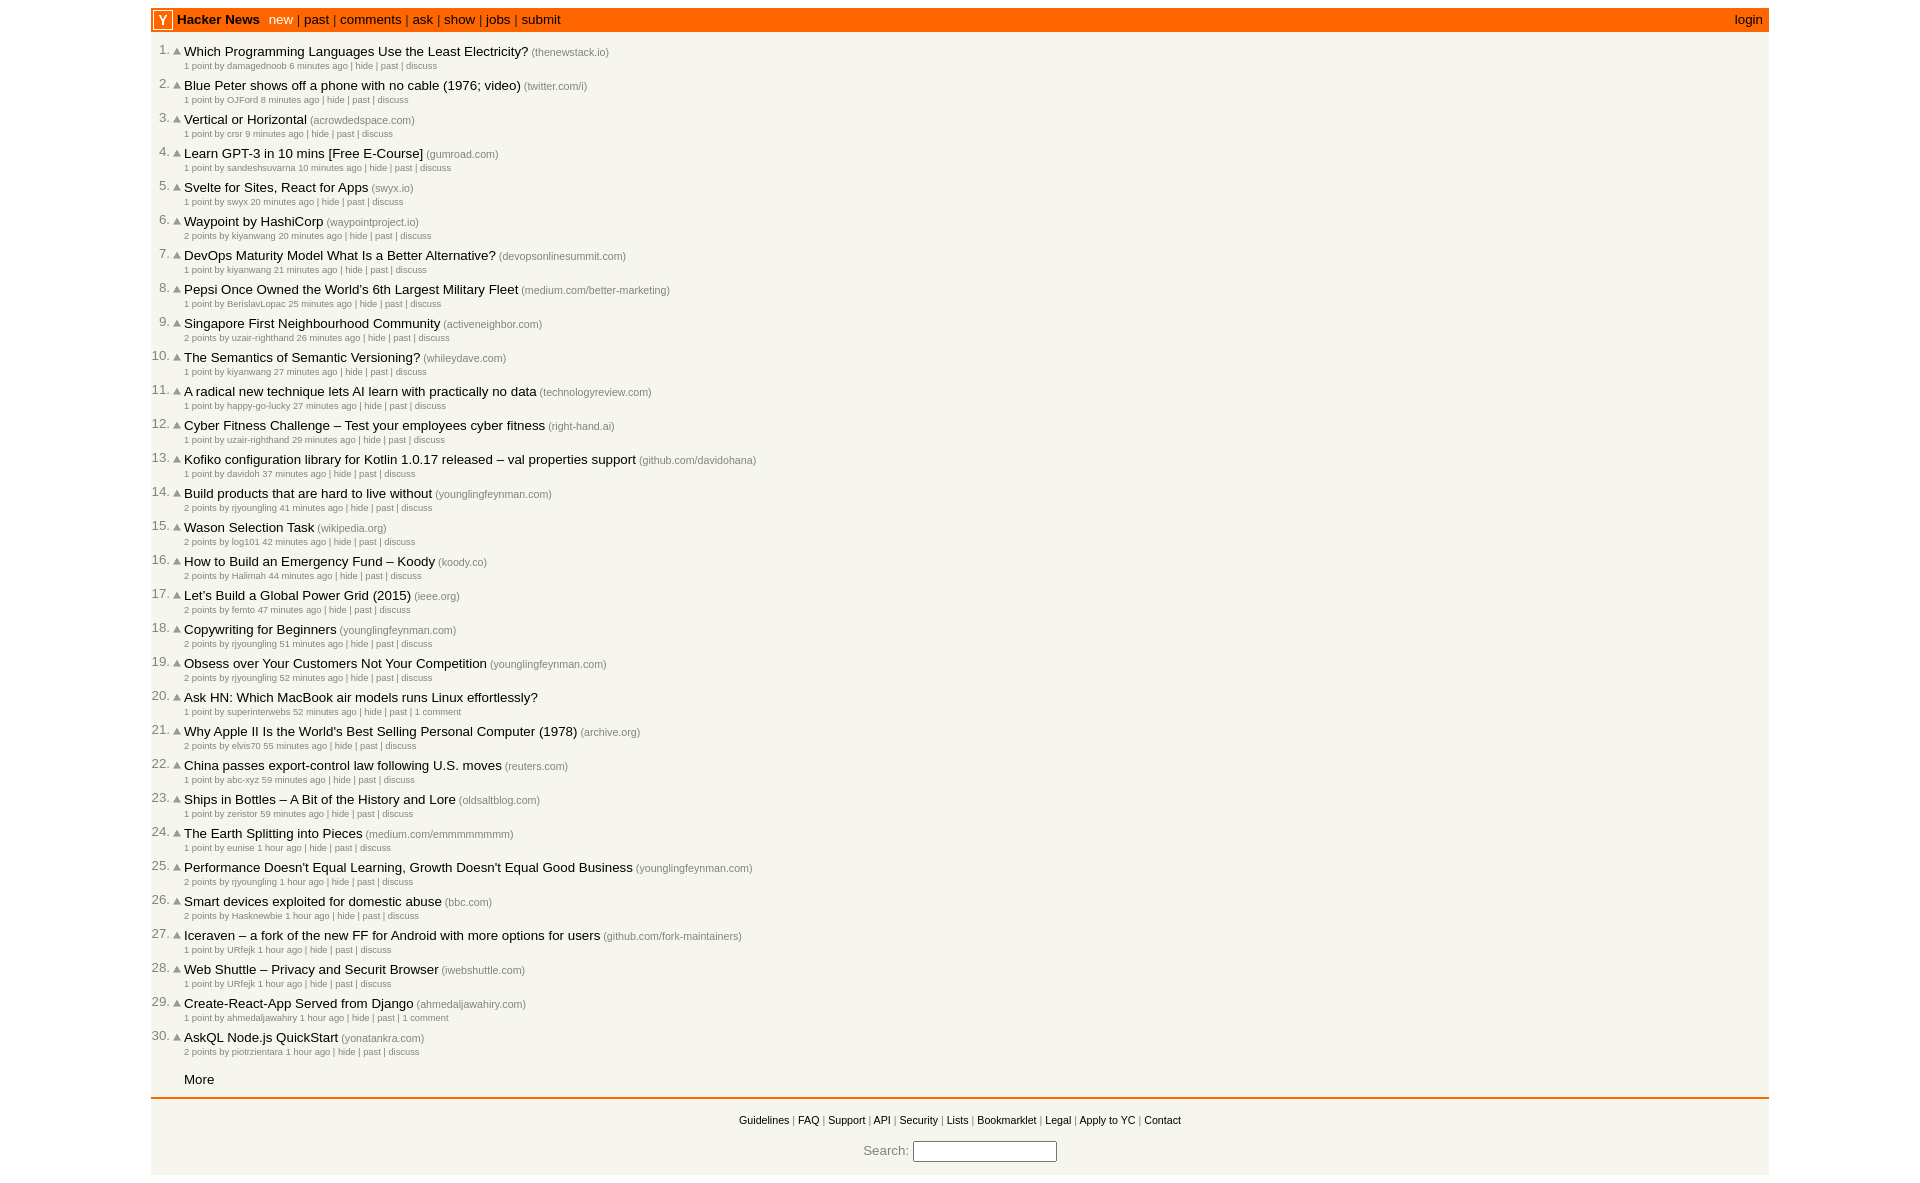 Y Hacker News new | past | comments | ask | show | jobs | submit login
1. Which Programming Languages Use the Least Electricity? (thenewstack.io)
1 point by damagednoob 6 minutes ago | hide | past | discuss
2. Blue Peter shows off a phone with no cable (1976; video) (twitter.com/i)
1 point by OJFord 8 minutes ago | hide | past | discuss
3. Vertical or Horizontal (acrowdedspace.com)
1 point by crsr 9 minutes ago | hide | past | discuss
4. Learn GPT-3 in 10 mins [Free E-Course] (gumroad.com)
1 point by sandeshsuvarna 10 minutes ago | hide | past | discuss
5. Svelte for Sites, React for Apps (swyx.io)
1 point by swyx 20 minutes ago | hide | past | discuss
6. Waypoint by HashiCorp (waypointproject.io)
2 points by kiyanwang 20 minutes ago | hide | past | discuss
7. DevOps Maturity Model What Is a Better Alternative? (devopsonlinesummit.com)
1 point by kiyanwang 21 minutes ago | hide | past | discuss
8. Pepsi Once Owned the World's 6th Largest Military Fleet (medium.com/better-marketing)
1 point by BerislavLopac 25 minutes ago | hide | past | discuss
9. Singapore First Neighbourhood Community (activeneighbor.com)
2 points by uzair-righthand 26 minutes ago | hide | past | discuss
10. The Semantics of Semantic Versioning? (whileydave.com)
1 point by kiyanwang 27 minutes ago | hide | past | discuss
11. A radical new technique lets AI learn with practically no data (technologyreview.com)
1 point by happy-go-lucky 27 minutes ago | hide | past | discuss
12. Cyber Fitness Challenge – Test your employees cyber fitness (right-hand.ai)
1 point by uzair-righthand 29 minutes ago | hide | past | discuss
13. Kofiko configuration library for Kotlin 1.0.17 released – val properties support (github.com/davidohana)
1 point by davidoh 37 minutes ago | hide | past | discuss
14. Build products that are hard to live without (younglingfeynman.com)
2 points by rjyoungling 41 minutes ago | hide | past | discuss
15. Wason Selection Task (wikipedia.org)
2 points by log101 42 minutes ago | hide | past | discuss
16. How to Build an Emergency Fund – Koody (koody.co)
2 points by Halimah 44 minutes ago | hide | past | discuss
17. Let's Build a Global Power Grid (2015) (ieee.org)
2 points by femto 47 minutes ago | hide | past | discuss
18. Copywriting for Beginners (younglingfeynman.com)
2 points by rjyoungling 51 minutes ago | hide | past | discuss
19. Obsess over Your Customers Not Your Competition (younglingfeynman.com)
2 points by rjyoungling 52 minutes ago | hide | past | discuss
20. Ask HN: Which MacBook air models runs Linux effortlessly?
1 point by superinterwebs 52 minutes ago | hide | past | 1 comment
21. Why Apple II Is the World's Best Selling Personal Computer (1978) (archive.org)
2 points by elvis70 55 minutes ago | hide | past | discuss
22. China passes export-control law following U.S. moves (reuters.com)
1 point by abc-xyz 59 minutes ago | hide | past | discuss
23. Ships in Bottles – A Bit of the History and Lore (oldsaltblog.com)
1 point by zeristor 59 minutes ago | hide | past | discuss
24. The Earth Splitting into Pieces (medium.com/emmmmmmmm)
1 point by eunise 1 hour ago | hide | past | discuss
25. Performance Doesn't Equal Learning, Growth Doesn't Equal Good Business (younglingfeynman.com)
2 points by rjyoungling 1 hour ago | hide | past | discuss
26. Smart devices exploited for domestic abuse (bbc.com)
2 points by Hasknewbie 1 hour ago | hide | past | discuss
27. Iceraven – a fork of the new FF for Android with more options for users (github.com/fork-maintainers)
1 point by URfejk 1 hour ago | hide | past | discuss
28. Web Shuttle – Privacy and Securit Browser (iwebshuttle.com)
1 point by URfejk 1 hour ago | hide | past | discuss
29. Create-React-App Served from Django (ahmedaljawahiry.com)
1 point by ahmedaljawahiry 1 hour ago | hide | past | 1 comment
30. AskQL Node.js QuickStart (yonatankra.com)
2 points by piotrzientara 1 hour ago | hide | past | discuss
More
Guidelines | FAQ | Support | API | Security | Lists | Bookmarklet | Legal | Apply to YC | Contact
Search: